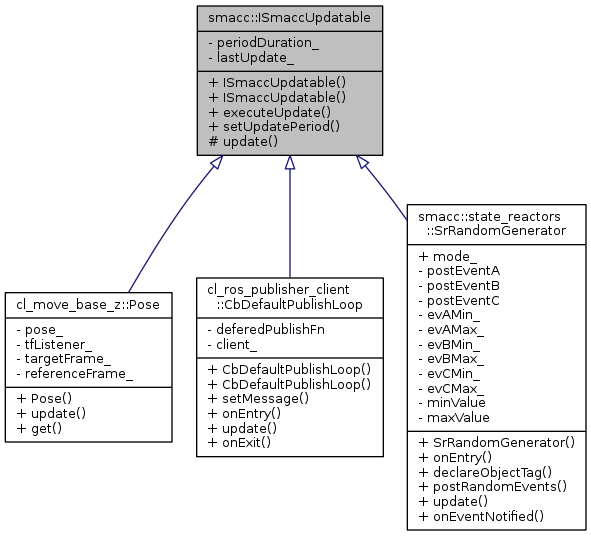 smacc::ISmaccUpdatable
- periodDuration_
- lastUpdate_
+ ISmaccUpdatable()
+ ISmaccUpdatable()
+ executeUpdate()
+ setUpdatePeriod()
# update()
cl_move_base_z::Pose
- pose_
- tfListener_
- targetFrame_
- referenceFrame_
+ Pose()
+ update()
+ get()
cl_ros_publisher_client
::CbDefaultPublishLoop
- deferedPublishFn
- client_
+ CbDefaultPublishLoop()
+ CbDefaultPublishLoop()
+ setMessage()
+ onEntry()
+ update()
+ onExit()
smacc::state_reactors
::SrRandomGenerator
+ mode_
- postEventA
- postEventB
- postEventC
- evAMin_
- evAMax_
- evBMin_
- evBMax_
- evCMin_
- evCMax_
- minValue
- maxValue
+ SrRandomGenerator()
+ onEntry()
+ declareObjectTag()
+ postRandomEvents()
+ update()
+ onEventNotified()